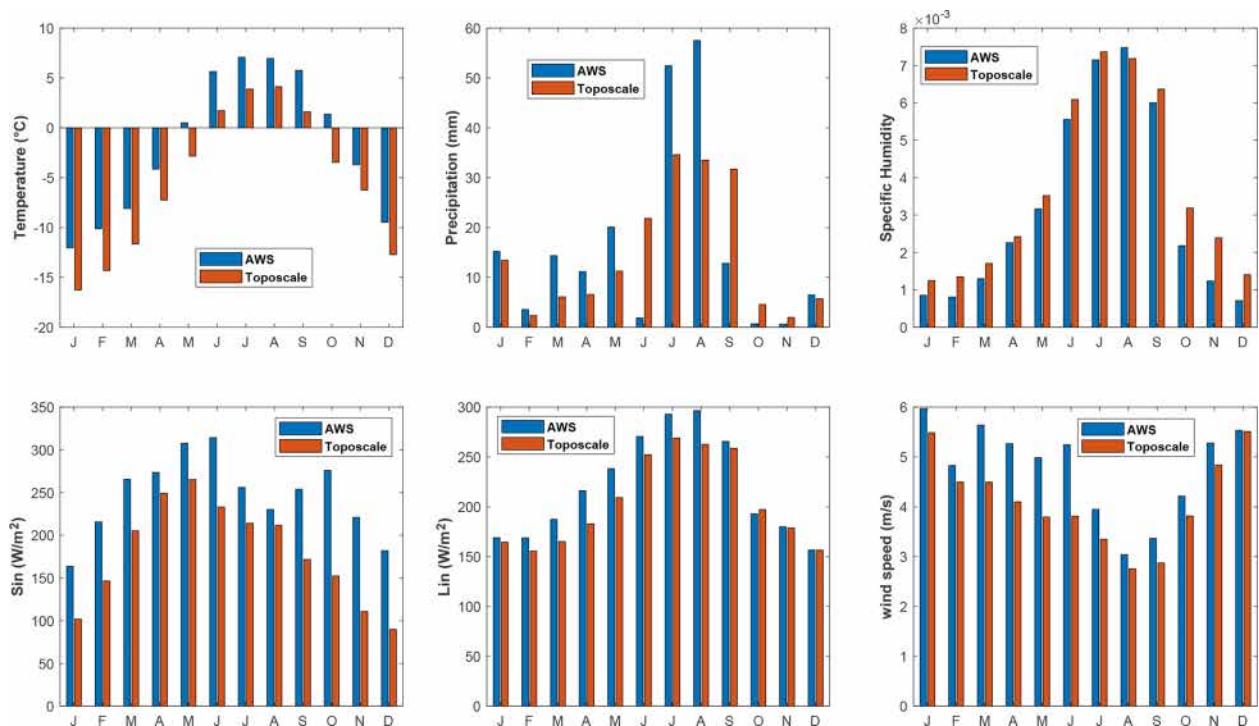 Temperature (°C)
10
5
0
-5
-10
-15
-20
AWS
Toposcale
J F M A M J J A S O N D
Precipitation (mm)
60
50
40
30
20
10
0
AWS
Toposcale
J F M A M J J A S O N D
Specific Humidity
×10⁻³
8
7
6
5
4
3
2
1
0
AWS
Toposcale
J F M A M J J A S O N D
Sin (W/m²)
350
300
250
200
150
100
50
0
AWS
Toposcale
J F M A M J J A S O N D
Lin (W/m²)
300
250
200
150
100
50
0
AWS
Toposcale
J F M A M J J A S O N D
wind speed (m/s)
6
5
4
3
2
1
0
AWS
Toposcale
J F M A M J J A S O N D